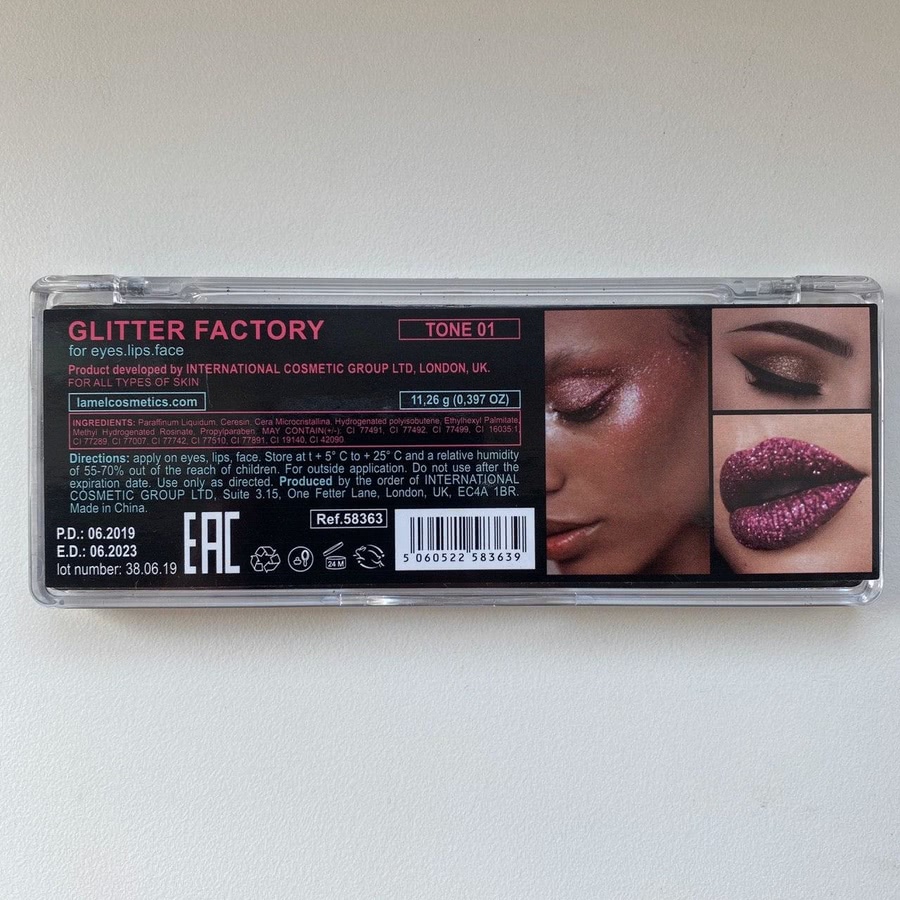 GLITTER FACTORY
TONE 01
for eyes.lips.face
Product developed by INTERNATIONAL COSMETIC GROUP LTD, LONDON, UK.
FOR ALL TYPES OF SKIN
lamelcosmetics.com
11,26 g (0,397 OZ)
INGREDIENTS: Paraffinum Liquidum, Ceresin, Cera Microcristallina, Hydrogenated polyisobutene, Ethylhexyl Palmitate,
Methyl Hydrogenated Rosinate, Propylparaben. MAY CONTAIN(+/-): CI 77491, CI 77492, CI 77499, CI 16035:1
CI 77289, CI 77007, CI 77742, CI 77510, CI 77891, CI 19140, CI 42090
Directions: apply on eyes, lips, face. Store at t + 5° C to + 25° C and a relative humidity
of 55-70% out of the reach of children. For outside application. Do not use after the
expiration date. Use only as directed. Produced by the order of INTERNATIONAL
COSMETIC GROUP LTD, Suite 3.15, One Fetter Lane, London, UK, EC4A 1BR.
Made in China.
P.D.: 06.2019
E.D.: 06.2023
lot number: 38.06.19
EAC
24 M
Ref.58363
5 060522 583639